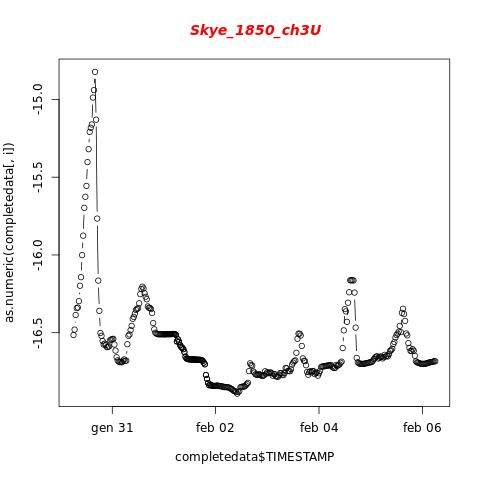 Skye_1850_ch3U
as.numeric(completedata[, i])
-15.0
-15.5
-16.0
-16.5
gen 31
feb 02
feb 04
feb 06
completedata$TIMESTAMP